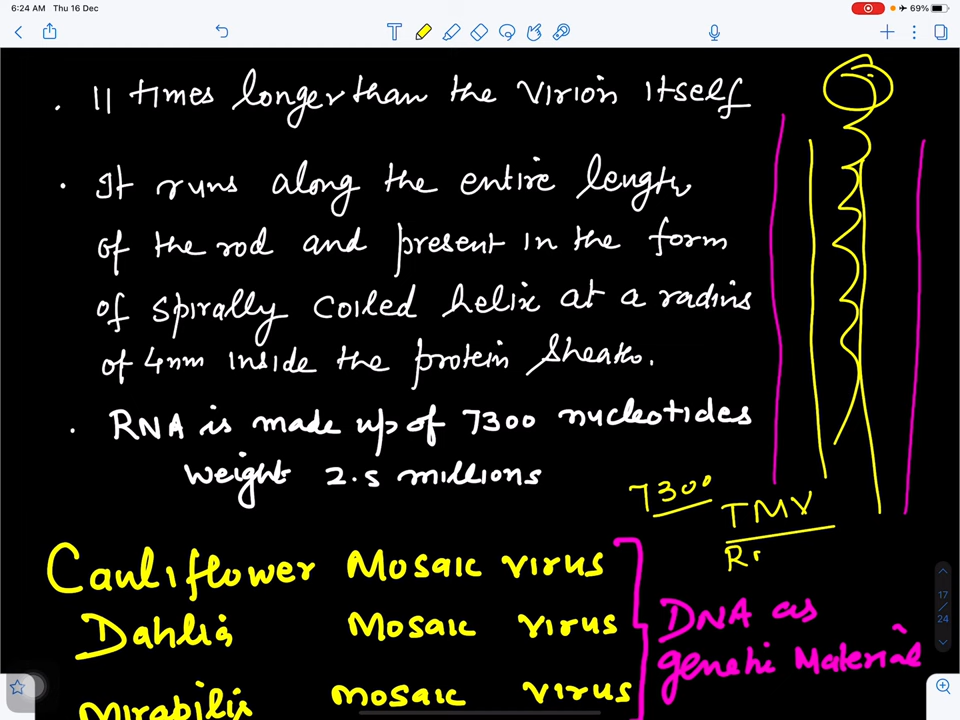 6:24 AM Thu 16 Dec
69%
T
. 11 times longer than the virion itself
. It runs along the entire length
of the rod and present in the form
of spirally coiled helix at a radius
of 4nm inside the protein sheath.
. RNA is made up of 7300 nucleotides
weight 2.5 millions
7300
TMV
Cauliflower Mosaic virus
Dahlia Mosaic virus
Mirabilis mosaic virus
DNA as
genetic Material
17
/
24